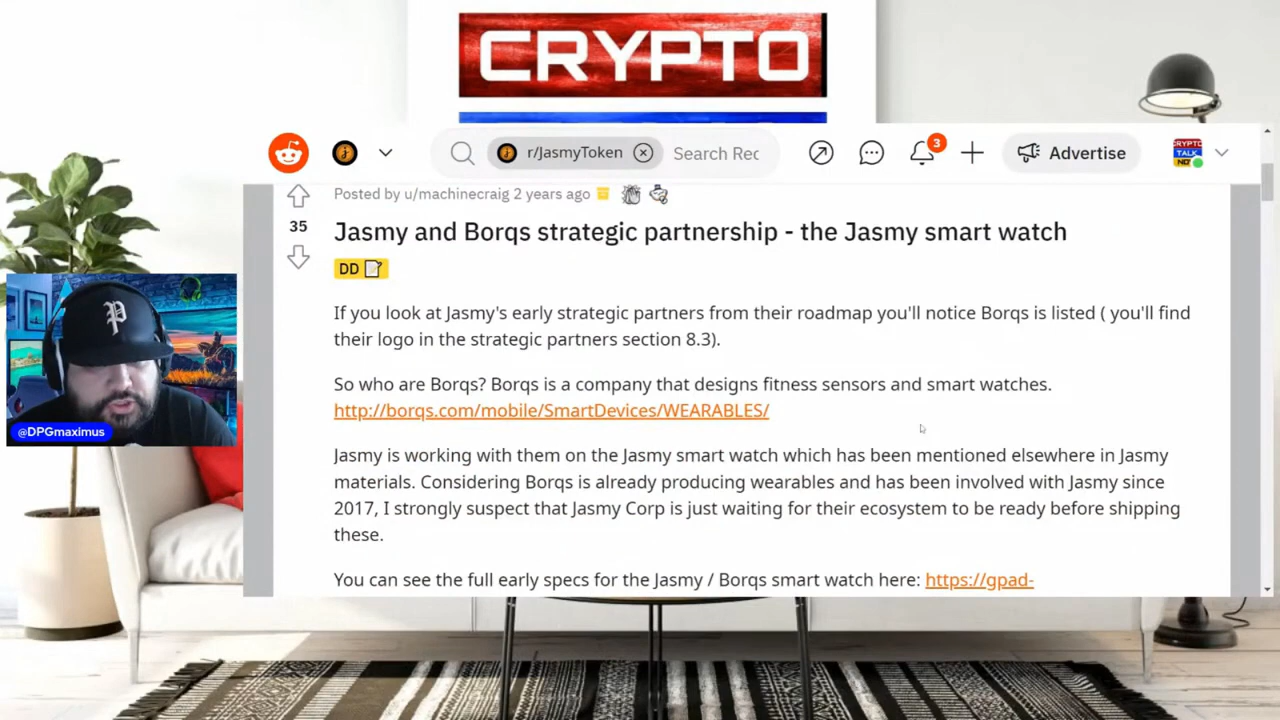 CRYPTO
r/JasmyToken
Search Rec
3
Advertise
CRYPTO
TALK
NOW
Posted by u/machinecraig 2 years ago
35
Jasmy and Borqs strategic partnership - the Jasmy smart watch
DD
If you look at Jasmy's early strategic partners from their roadmap you'll notice Borqs is listed ( you'll find
their logo in the strategic partners section 8.3).
So who are Borqs? Borqs is a company that designs fitness sensors and smart watches.
http://borqs.com/mobile/SmartDevices/WEARABLES/
@DPGmaximus
Jasmy is working with them on the Jasmy smart watch which has been mentioned elsewhere in Jasmy
materials. Considering Borqs is already producing wearables and has been involved with Jasmy since
2017, I strongly suspect that Jasmy Corp is just waiting for their ecosystem to be ready before shipping
these.
You can see the full early specs for the Jasmy / Borqs smart watch here: https://gpad-